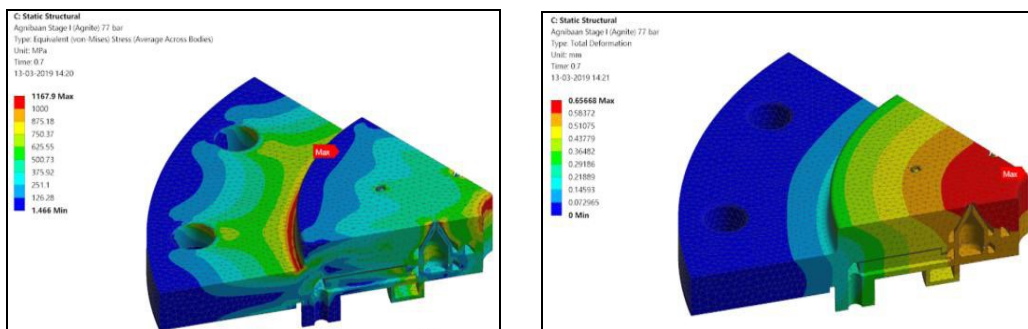 C: Static Structural
Agnibaan Stage I (Agnite) 77 bar
Type: Equivalent (von-Mises) Stress (Average Across Bodies)
Unit: MPa
Time: 0.7
13-03-2019 14:20
1167.9 Max
1000
875.18
750.37
625.55
500.73
375.92
251.1
126.28
1.466 Min
Max
C: Static Structural
Agnibaan Stage I (Agnite) 77 bar
Type: Total Deformation
Unit: mm
Time: 0.7
13-03-2019 14:21
0.65668 Max
0.58372
0.51075
0.43779
0.36482
0.29186
0.21889
0.14593
0.072965
0 Min
Max